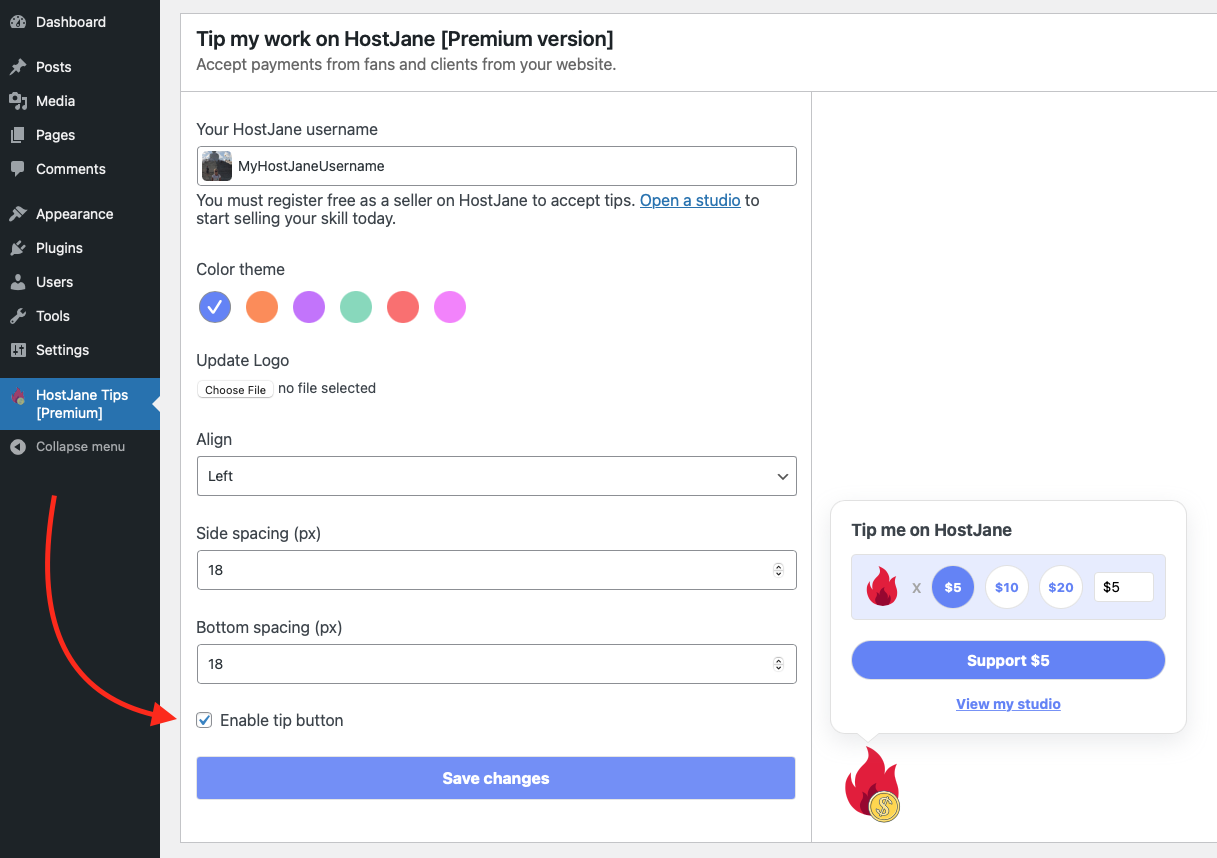 Dashboard
Posts
Media
Pages
Comments
Appearance
Plugins
Users
Tools
Settings
HostJane Tips
[Premium]
Collapse menu
Tip my work on HostJane [Premium version]
Accept payments from fans and clients from your website.
Your HostJane username
MyHostJaneUsername
You must register free as a seller on HostJane to accept tips. Open a studio to
start selling your skill today.
Color theme
Update Logo
Choose File no file selected
Align
Left
Side spacing (px)
18
Bottom spacing (px)
18
Enable tip button
Save changes
Tip me on HostJane
X $5 $10 $20 $5
Support $5
View my studio
$